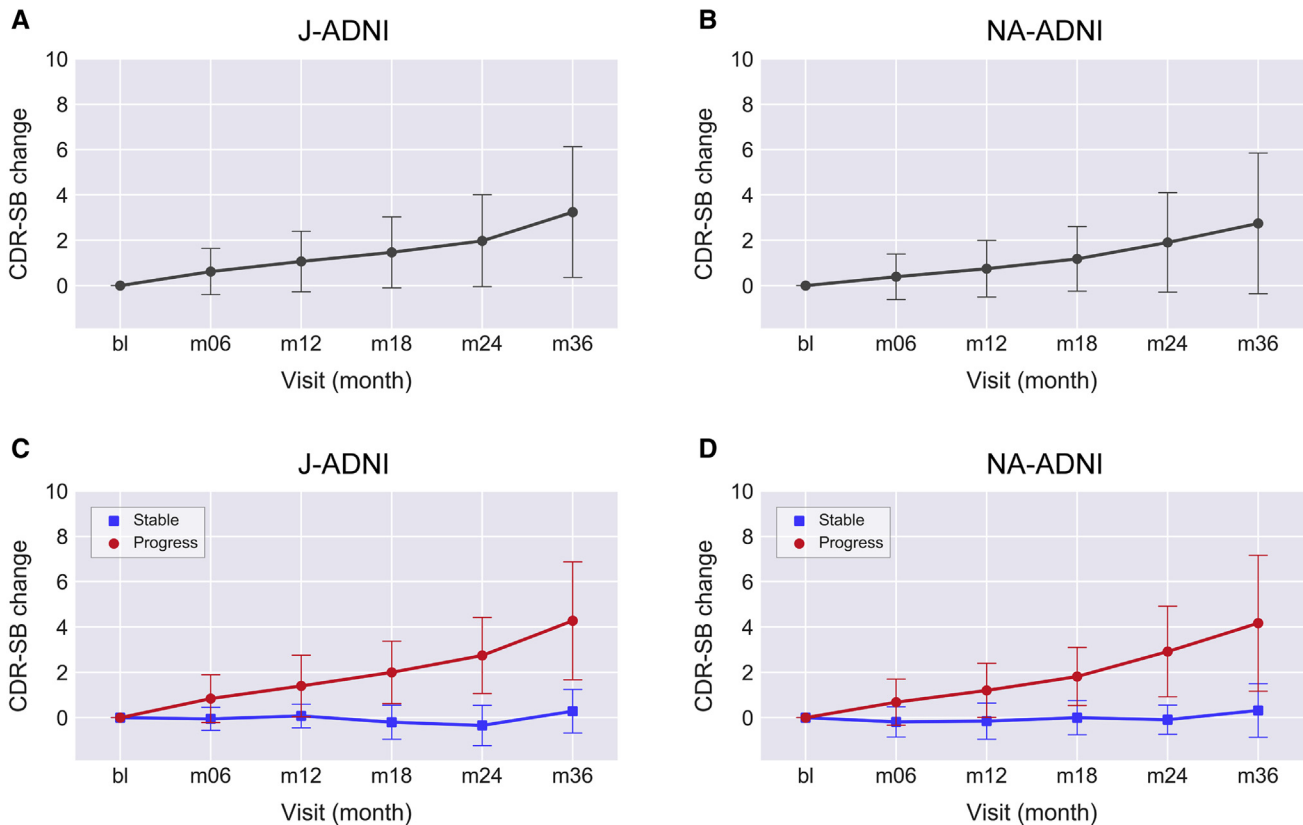 A
J-ADNI
CDR-SB change
10
8
6
4
2
0
bl m06 m12 m18 m24 m36
Visit (month)
B
NA-ADNI
CDR-SB change
10
8
6
4
2
0
bl m06 m12 m18 m24 m36
Visit (month)
C
J-ADNI
CDR-SB change
10
8
6
4
2
0
Stable
Progress
bl m06 m12 m18 m24 m36
Visit (month)
D
NA-ADNI
CDR-SB change
10
8
6
4
2
0
Stable
Progress
bl m06 m12 m18 m24 m36
Visit (month)